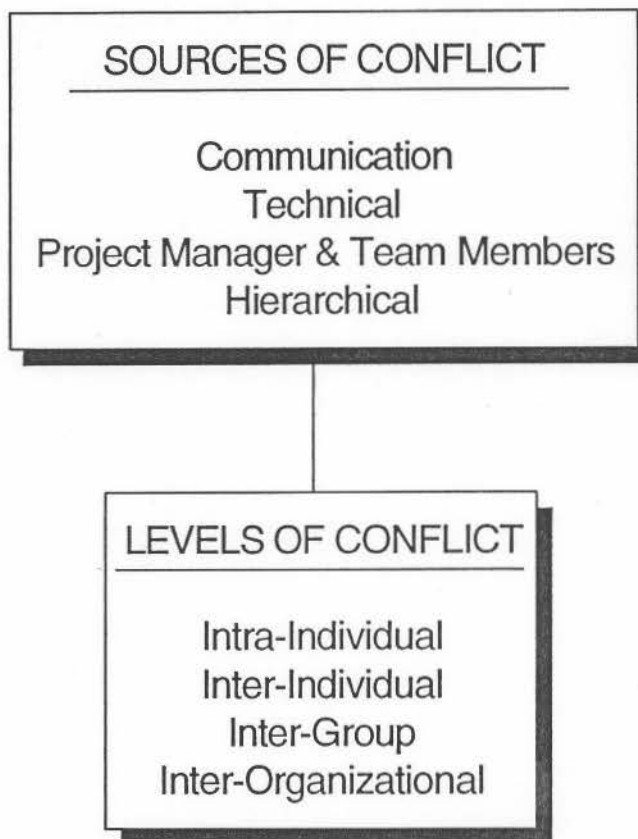 SOURCES OF CONFLICT
Communication
Technical
Project Manager & Team Members
Hierarchical
LEVELS OF CONFLICT
Intra-Individual
Inter-Individual
Inter-Group
Inter-Organizational